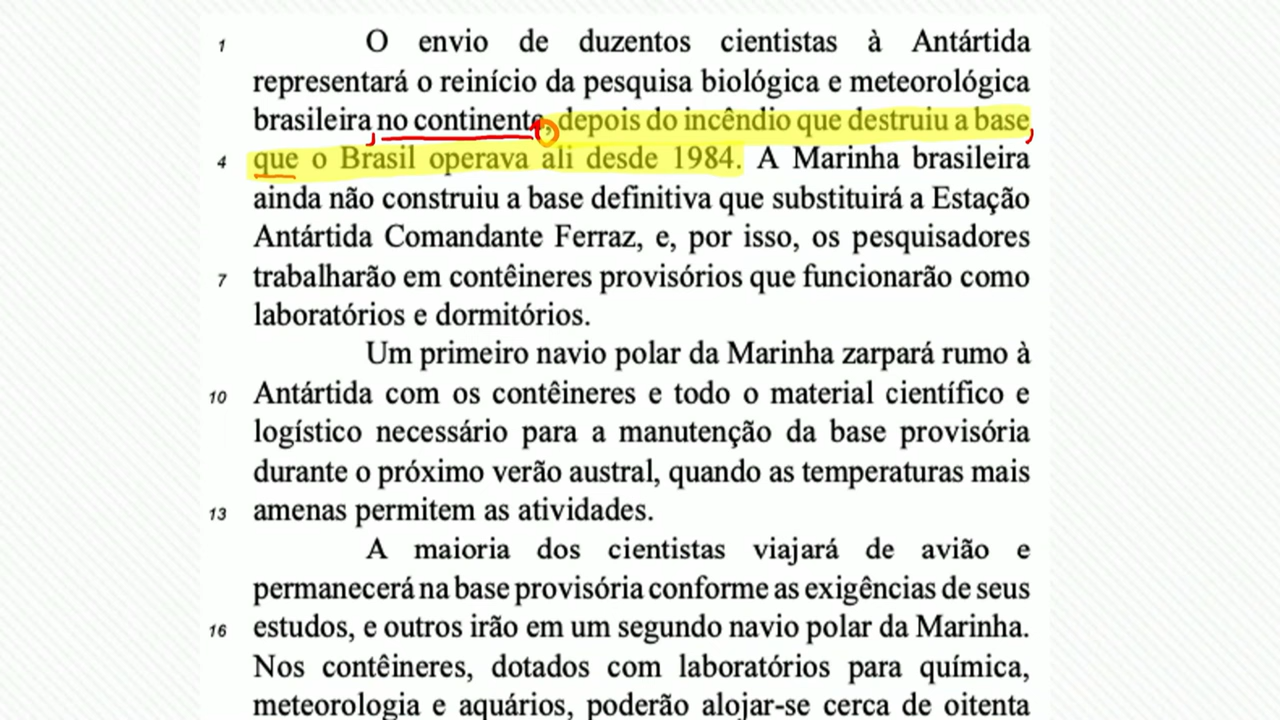 1 O envio de duzentos cientistas à Antártida
representará o reinício da pesquisa biológica e meteorológica
brasileira, no continente, depois do incêndio que destruiu a base,
4 que o Brasil operava ali desde 1984. A Marinha brasileira
ainda não construiu a base definitiva que substituirá a Estação
Antártida Comandante Ferraz, e, por isso, os pesquisadores
7 trabalharão em contêineres provisórios que funcionarão como
laboratórios e dormitórios.
Um primeiro navio polar da Marinha zarpará rumo à
10 Antártida com os contêineres e todo o material científico e
logístico necessário para a manutenção da base provisória
durante o próximo verão austral, quando as temperaturas mais
13 amenas permitem as atividades.
A maioria dos cientistas viajará de avião e
permanecerá na base provisória conforme as exigências de seus
16 estudos, e outros irão em um segundo navio polar da Marinha.
Nos contêineres, dotados com laboratórios para química,
meteorologia e aquários, poderão alojar-se cerca de oitenta